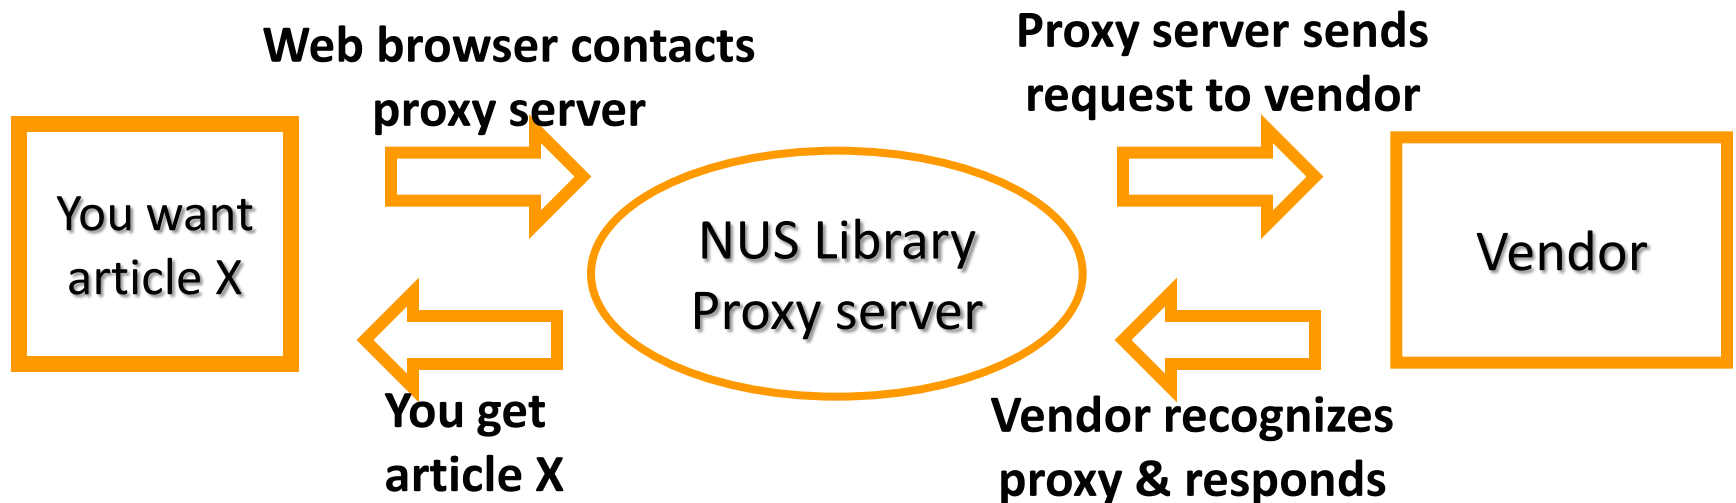 Web browser contacts
proxy server
Proxy server sends
request to vendor
You want
article X
NUS Library
Proxy server
Vendor
You get
article X
Vendor recognizes
proxy & responds